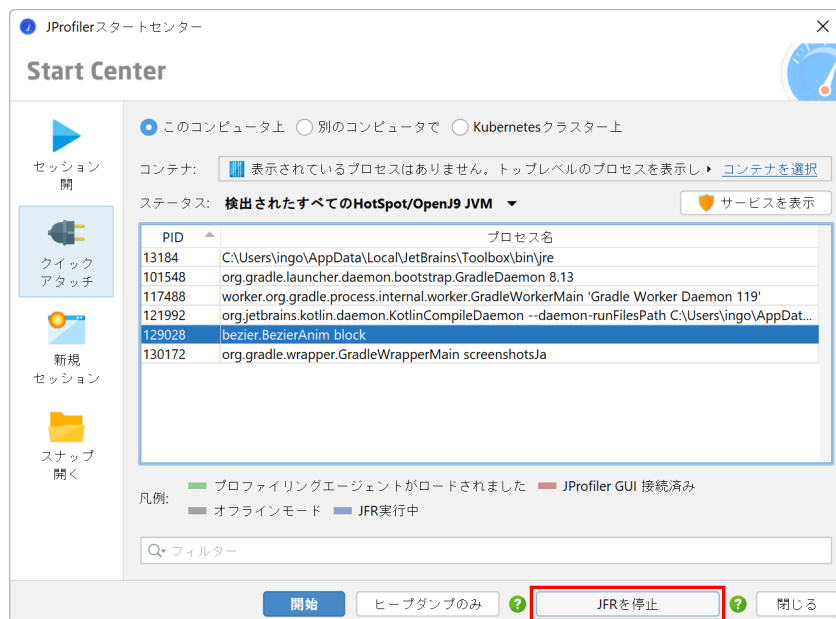 JProfilerスタートセンター
Start Center
セッション
開
クイック
アタッチ
新規
セッション
スナップ
開く
このコンピュータ上 別のコンピュータで Kubernetesクラスター上
コンテナ: 表示されているプロセスはありません。トップレベルのプロセスを表示し コンテナを選択
ステータス: 検出されたすべてのHotSpot/OpenJ9 JVM サービスを表示
PID プロセス名
13184 C:\Users\ingo\AppData\Local\JetBrains\Toolbox\bin\jre
101548 org.gradle.launcher.daemon.bootstrap.GradleDaemon 8.13
117488 worker.org.gradle.process.internal.worker.GradleWorkerMain 'Gradle Worker Daemon 119'
121992 org.jetbrains.kotlin.daemon.KotlinCompileDaemon --daemon-runFilesPath C:\Users\ingo\AppDat...
129028 bezier.BezierAnim block
130172 org.gradle.wrapper.GradleWrapperMain screenshotsJa
凡例: プロファイリングエージェントがロードされました JProfiler GUI 接続済み
オフラインモード JFR実行中
フィルター
開始 ヒープダンプのみ ? JFRを停止 ? 閉じる